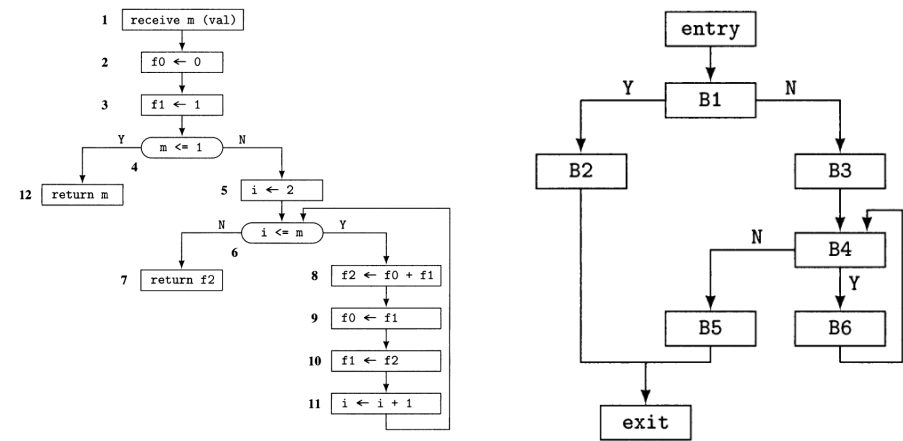 1 receive m (val)
2 f0 ← 0
3 f1 ← 1
Y m <= 1 N
4
12 return m
5 i ← 2
N i <= m Y
6
7 return f2
8 f2 ← f0 + f1
9 f0 ← f1
10 f1 ← f2
11 i ← i + 1
entry
Y B1 N
B2 B3
N B4
Y
B5 B6
exit